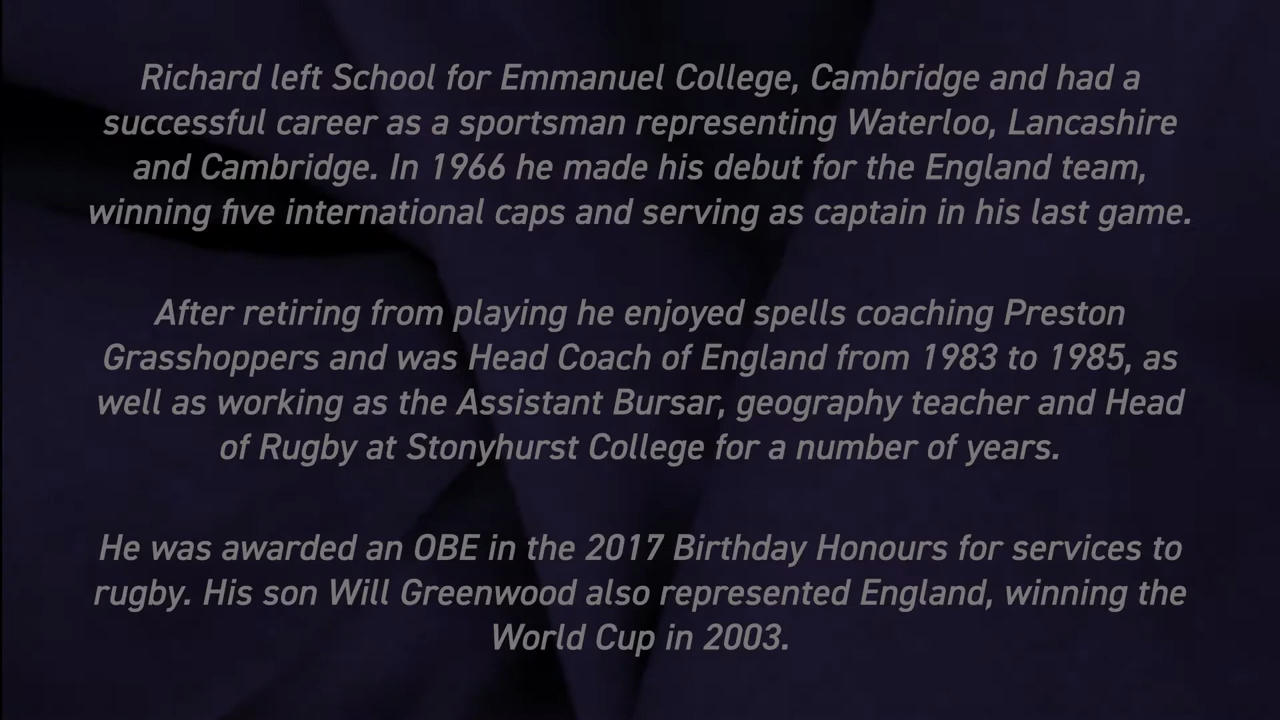 Richard left School for Emmanuel College, Cambridge and had a
successful career as a sportsman representing Waterloo, Lancashire
and Cambridge. In 1966 he made his debut for the England team,
winning five international caps and serving as captain in his last game.
After retiring from playing he enjoyed spells coaching Preston
Grasshoppers and was Head Coach of England from 1983 to 1985, as
well as working as the Assistant Bursar, geography teacher and Head
of Rugby at Stonyhurst College for a number of years.
He was awarded an OBE in the 2017 Birthday Honours for services to
rugby. His son Will Greenwood also represented England, winning the
World Cup in 2003.